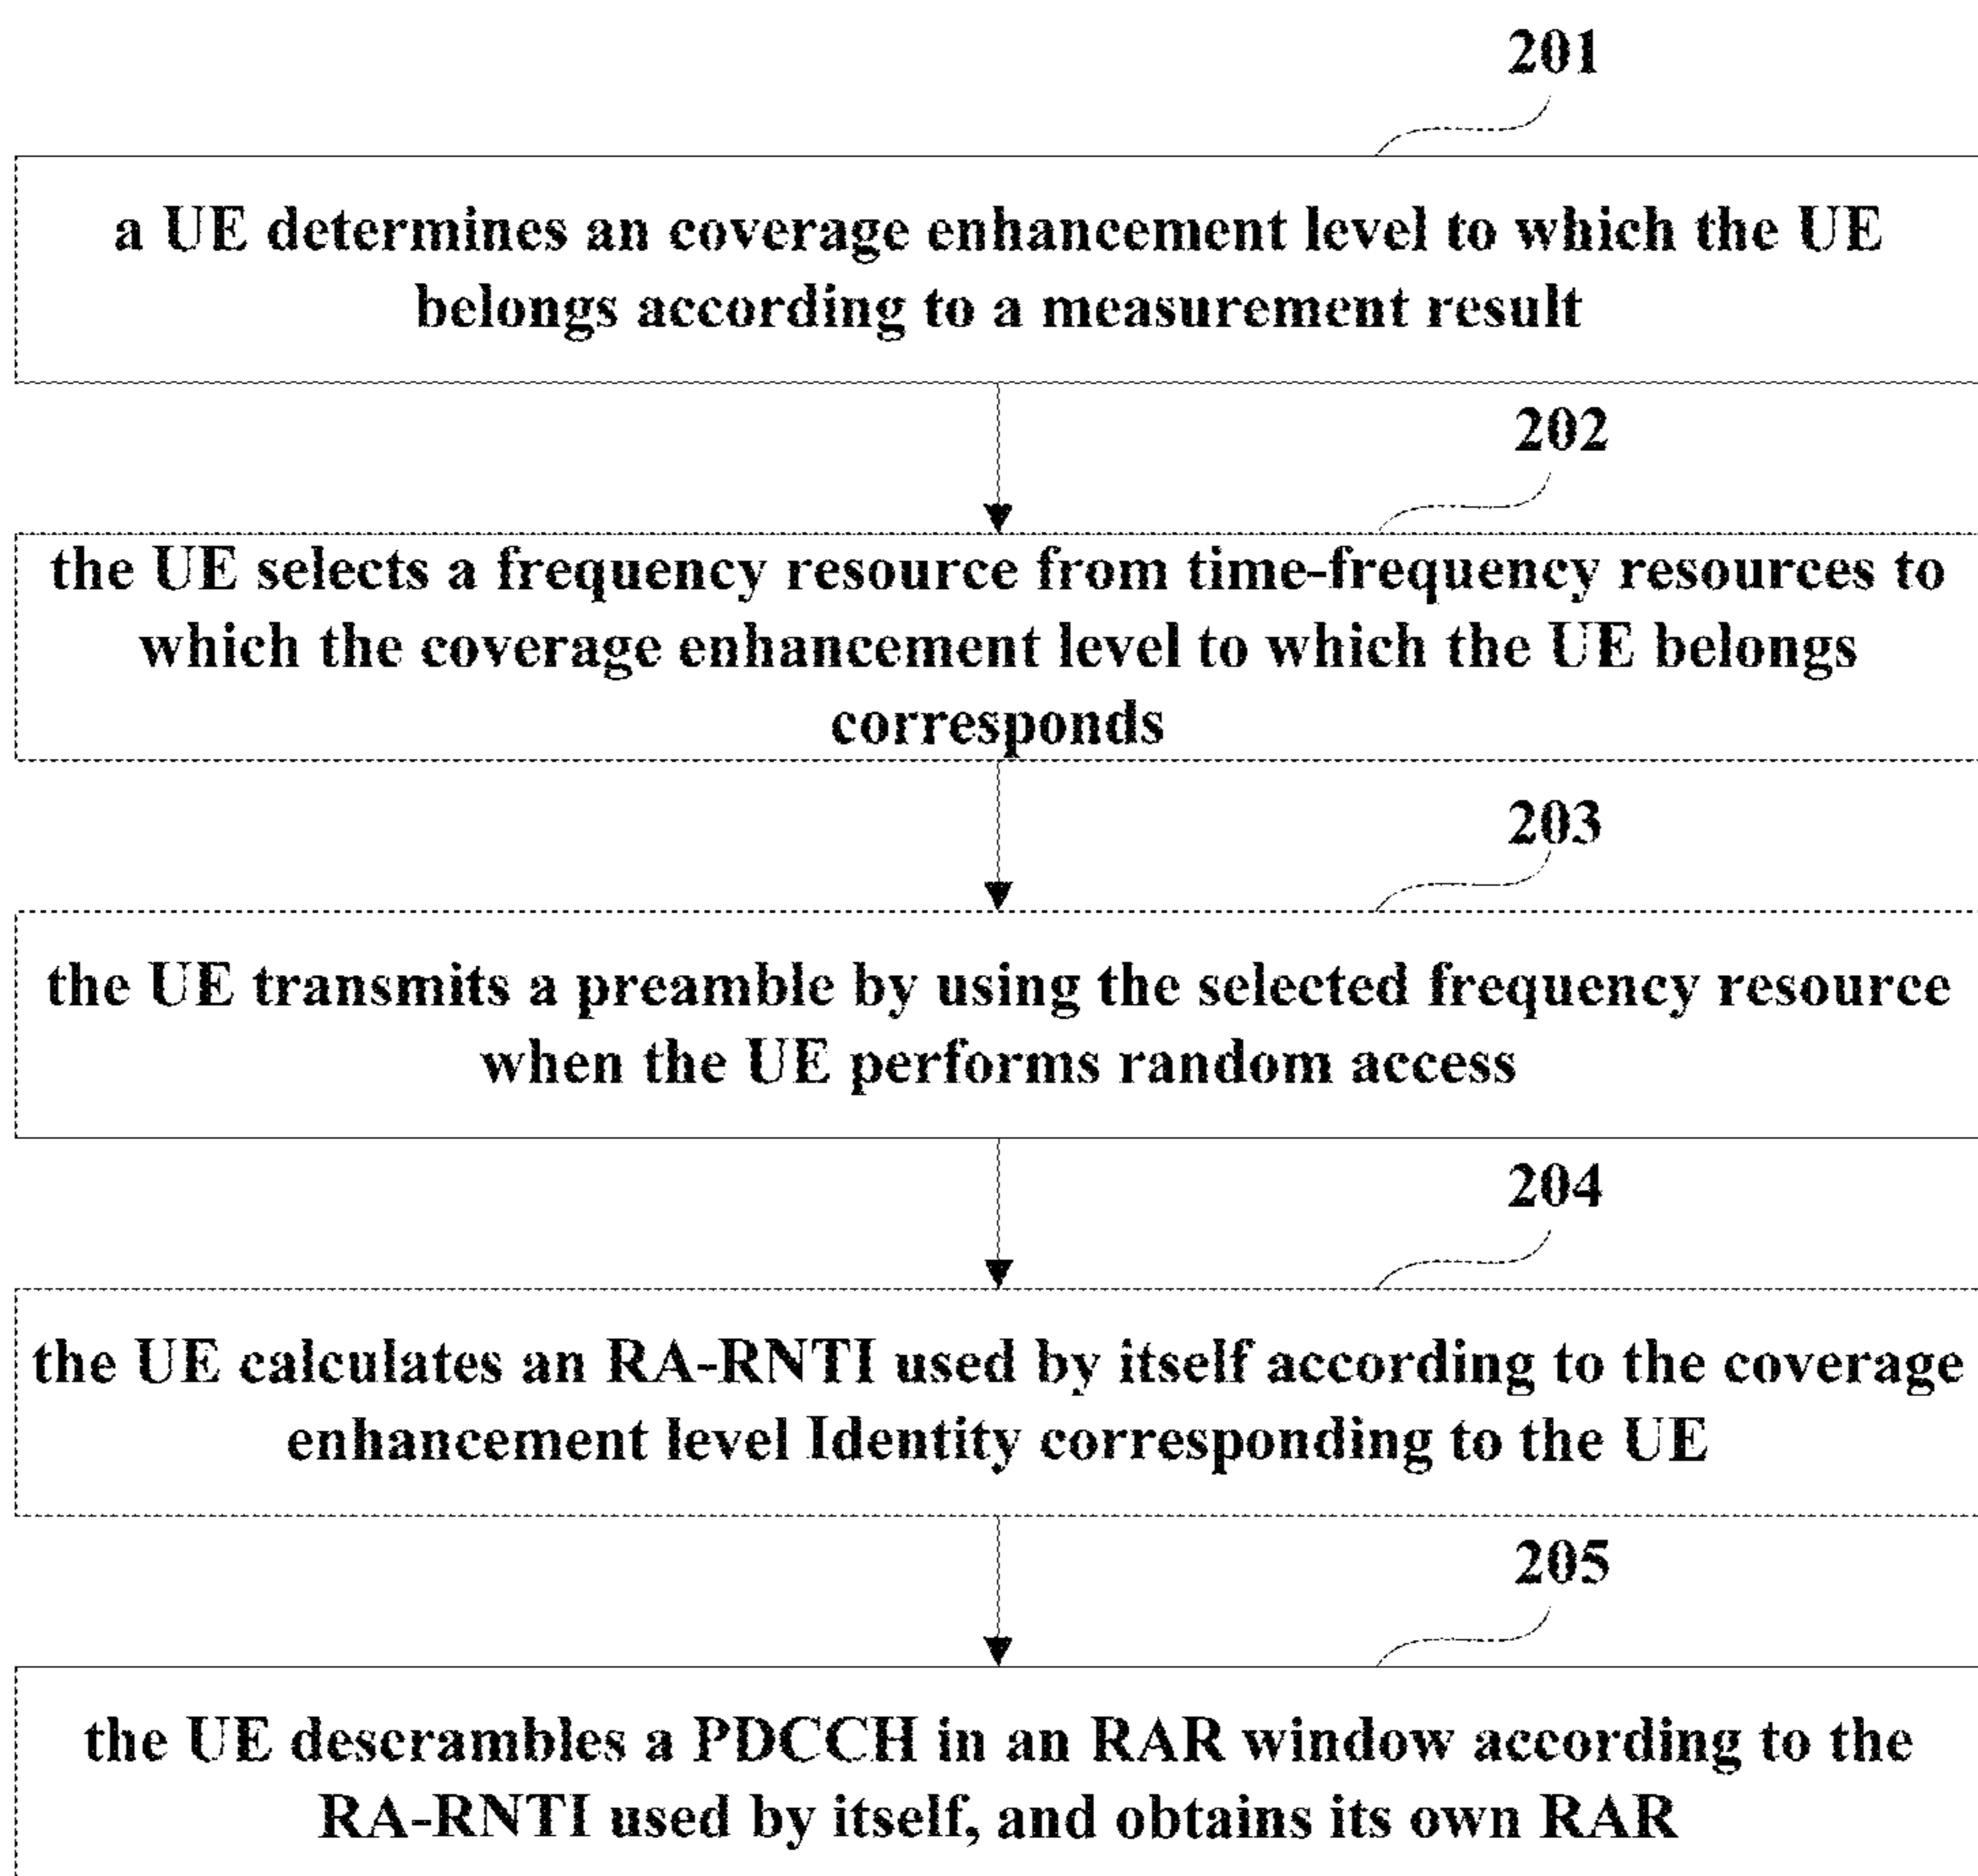 201
a UE determines an coverage enhancement level to which the UE
belongs according to a measurement result
202
the UE selects a frequency resource from time-frequency resources to
which the coverage enhancement level to which the UE belongs
corresponds
203
the UE transmits a preamble by using the selected frequency resource
when the UE performs random access
204
the UE calculates an RA-RNTI used by itself according to the coverage
enhancement level Identity corresponding to the UE
205
the UE descrambles a PDCCH in an RAR window according to the
RA-RNTI used by itself, and obtains its own RAR